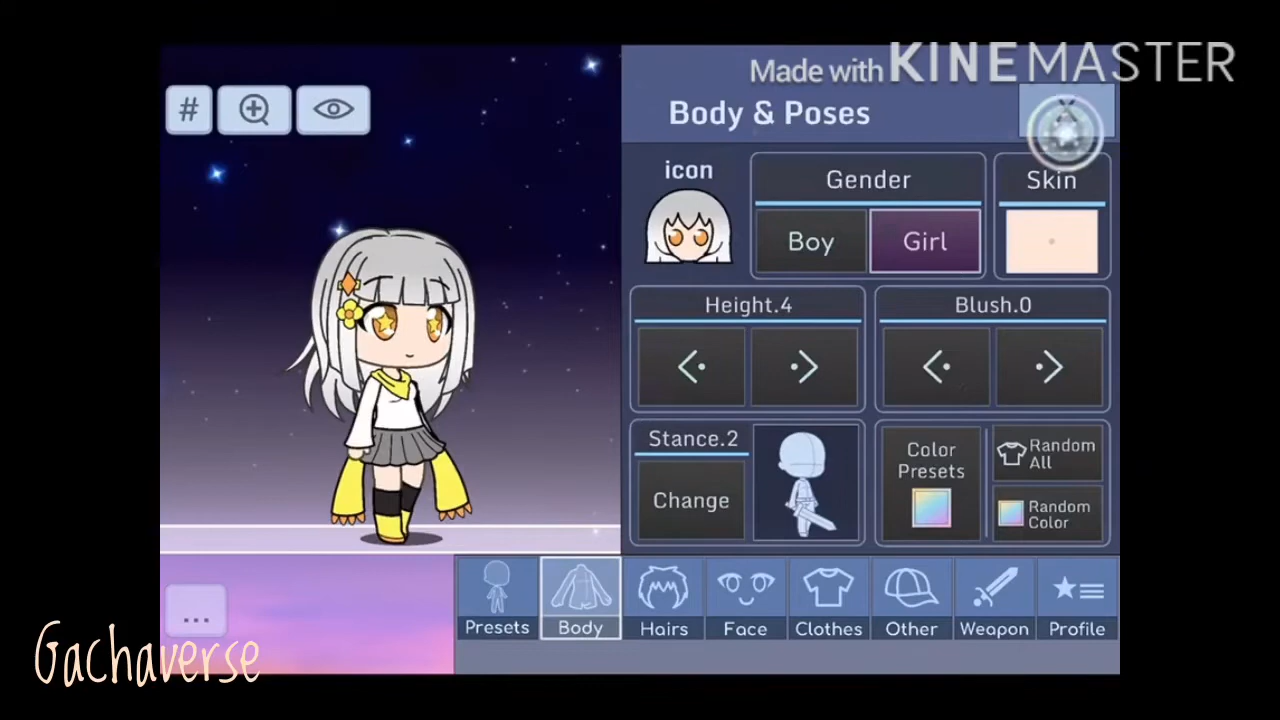 Made with KINEMASTER
#
Body & Poses
icon
Gender
Skin
Boy
Girl
Height.4
Blush.0
Stance.2
Change
Color
Presets
Random
All
Random
Color
...
Presets
Body
Hairs
Face
Clothes
Other
Weapon
Profile
Gachaverse